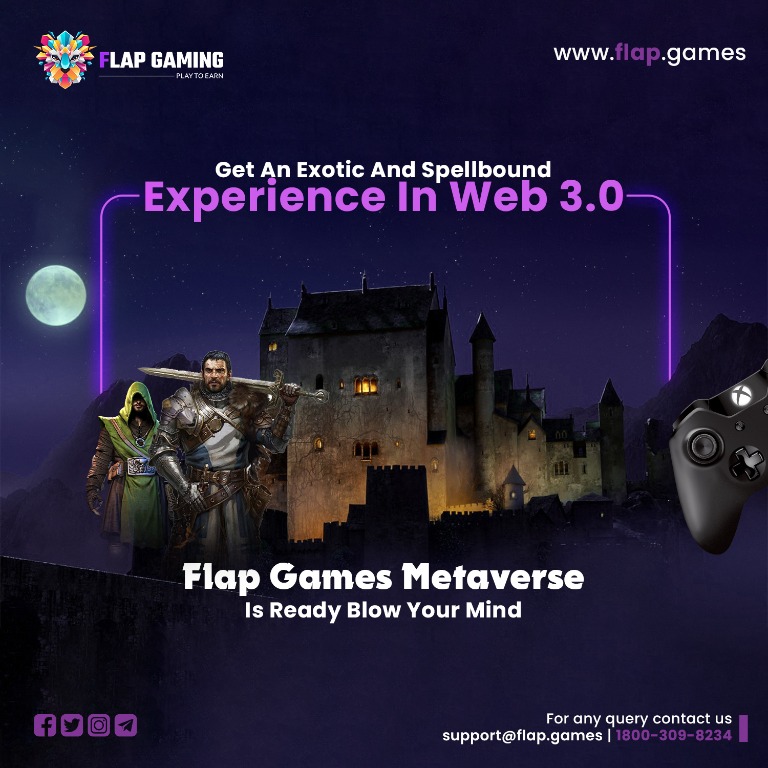 FLAP GAMING
PLAY TO EARN
www.flap.games
Get An Exotic And Spellbound
Experience In Web 3.0
Flap Games Metaverse
Is Ready Blow Your Mind
For any query contact us
support@flap.games | 1800-309-8234